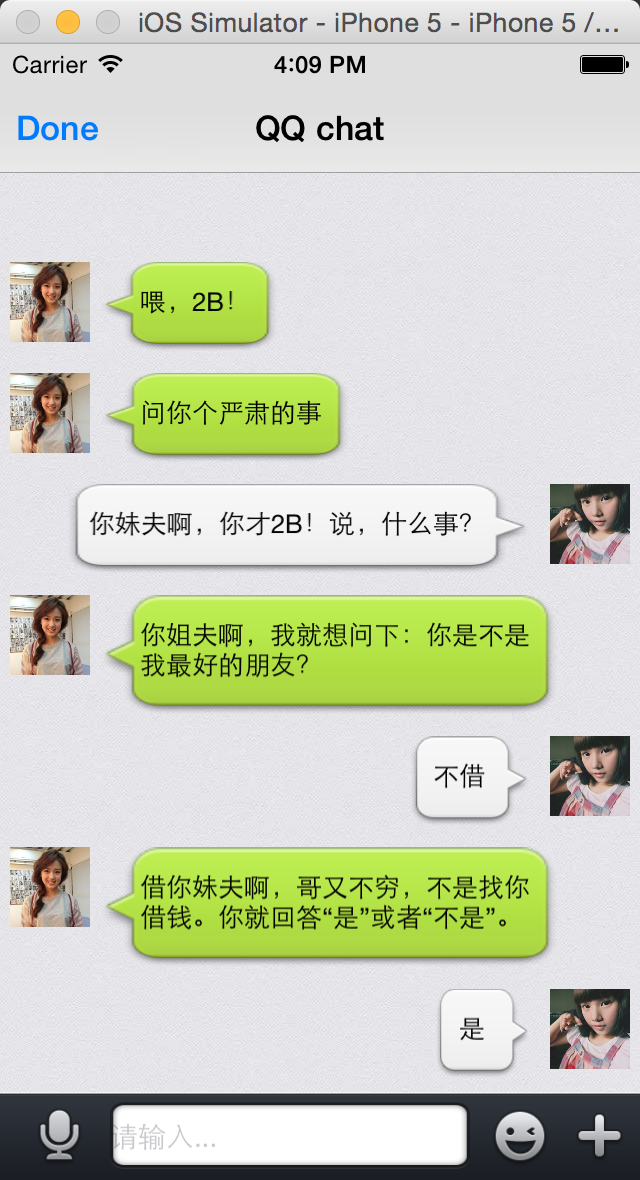 iOS Simulator - iPhone 5 - iPhone 5 /...
Carrier 4:09 PM
Done QQ chat
喂，2B！
问你个严肃的事
你妹夫啊，你才2B！说，什么事？
你姐夫啊，我就想问下：你是不是
我最好的朋友？
不借
借你妹夫啊，哥又不穷，不是找你
借钱。你就回答“是”或者“不是”。
是
请输入...